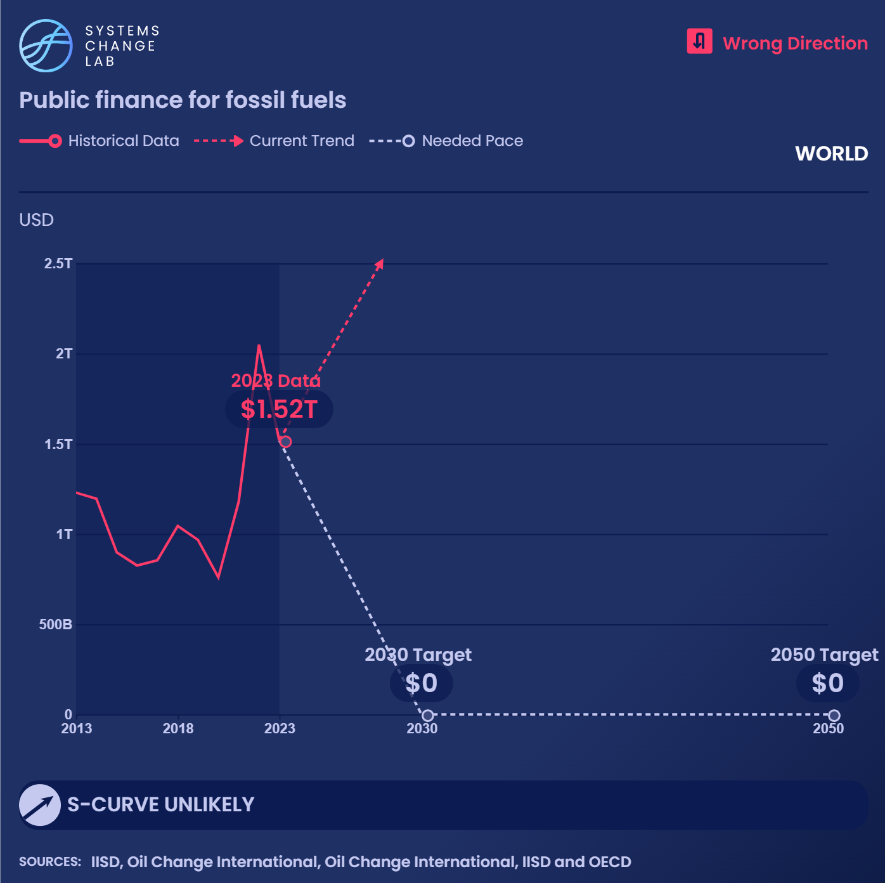 SYSTEMS
CHANGE
LAB
Wrong Direction
Public finance for fossil fuels
Historical Data Current Trend Needed Pace
WORLD
USD
2.5T
2T
2023 Data
$1.52T
1.5T
1T
500B
2030 Target 2050 Target
$0 $0
0
2013 2018 2023 2030 2050
S-CURVE UNLIKELY
SOURCES: IISD, Oil Change International, Oil Change International, IISD and OECD